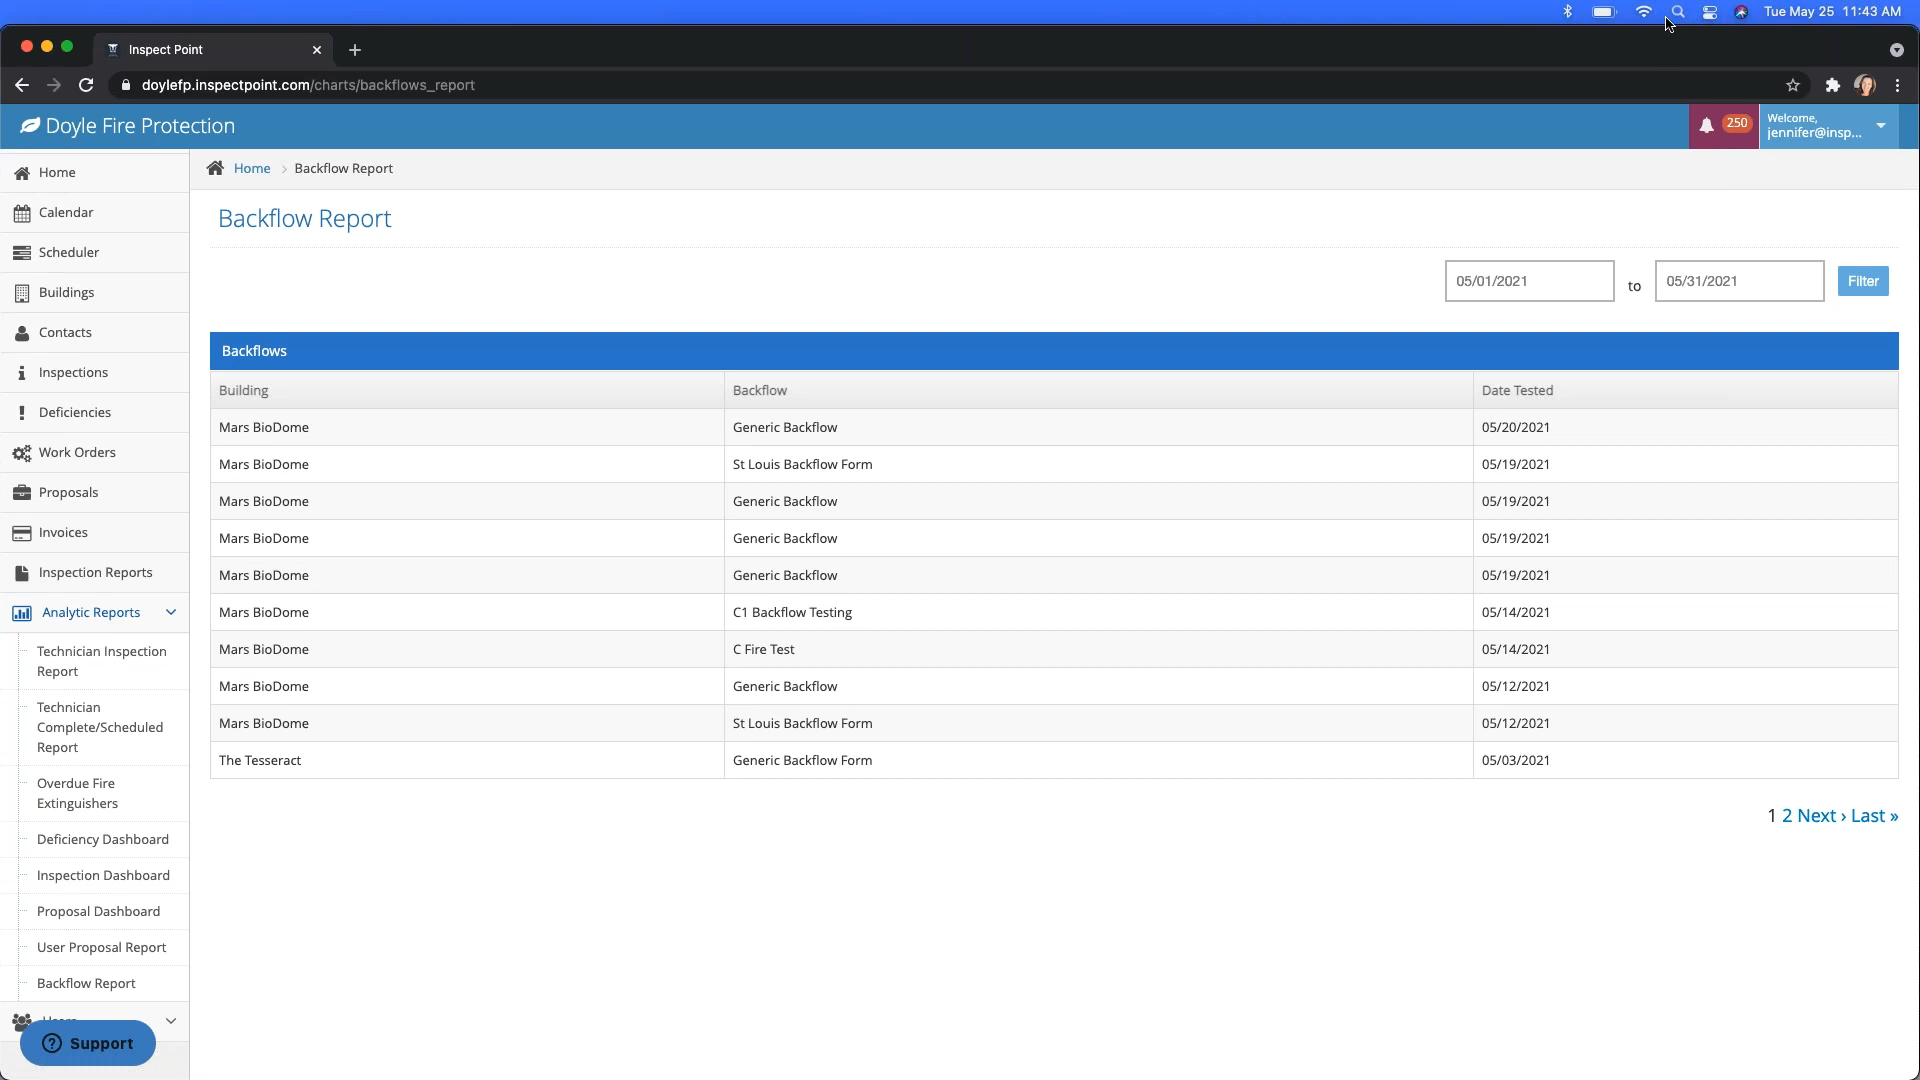 Tue May 25 11:43 AM
Inspect Point
doylefp.inspectpoint.com/charts/backflows_report
Doyle Fire Protection
250
Welcome,
jennifer@insp...
Home
Calendar
Scheduler
Buildings
Contacts
Inspections
Deficiencies
Work Orders
Proposals
Invoices
Inspection Reports
Analytic Reports
Technician Inspection
Report
Technician
Complete/Scheduled
Report
Overdue Fire
Extinguishers
Deficiency Dashboard
Inspection Dashboard
Proposal Dashboard
User Proposal Report
Backflow Report
Support
Home > Backflow Report
Backflow Report
05/01/2021 to 05/31/2021 Filter
Backflows
Building Backflow Date Tested
Mars BioDome Generic Backflow 05/20/2021
Mars BioDome St Louis Backflow Form 05/19/2021
Mars BioDome Generic Backflow 05/19/2021
Mars BioDome Generic Backflow 05/19/2021
Mars BioDome Generic Backflow 05/19/2021
Mars BioDome C1 Backflow Testing 05/14/2021
Mars BioDome C Fire Test 05/14/2021
Mars BioDome Generic Backflow 05/12/2021
Mars BioDome St Louis Backflow Form 05/12/2021
The Tesseract Generic Backflow Form 05/03/2021
1 2 Next › Last »